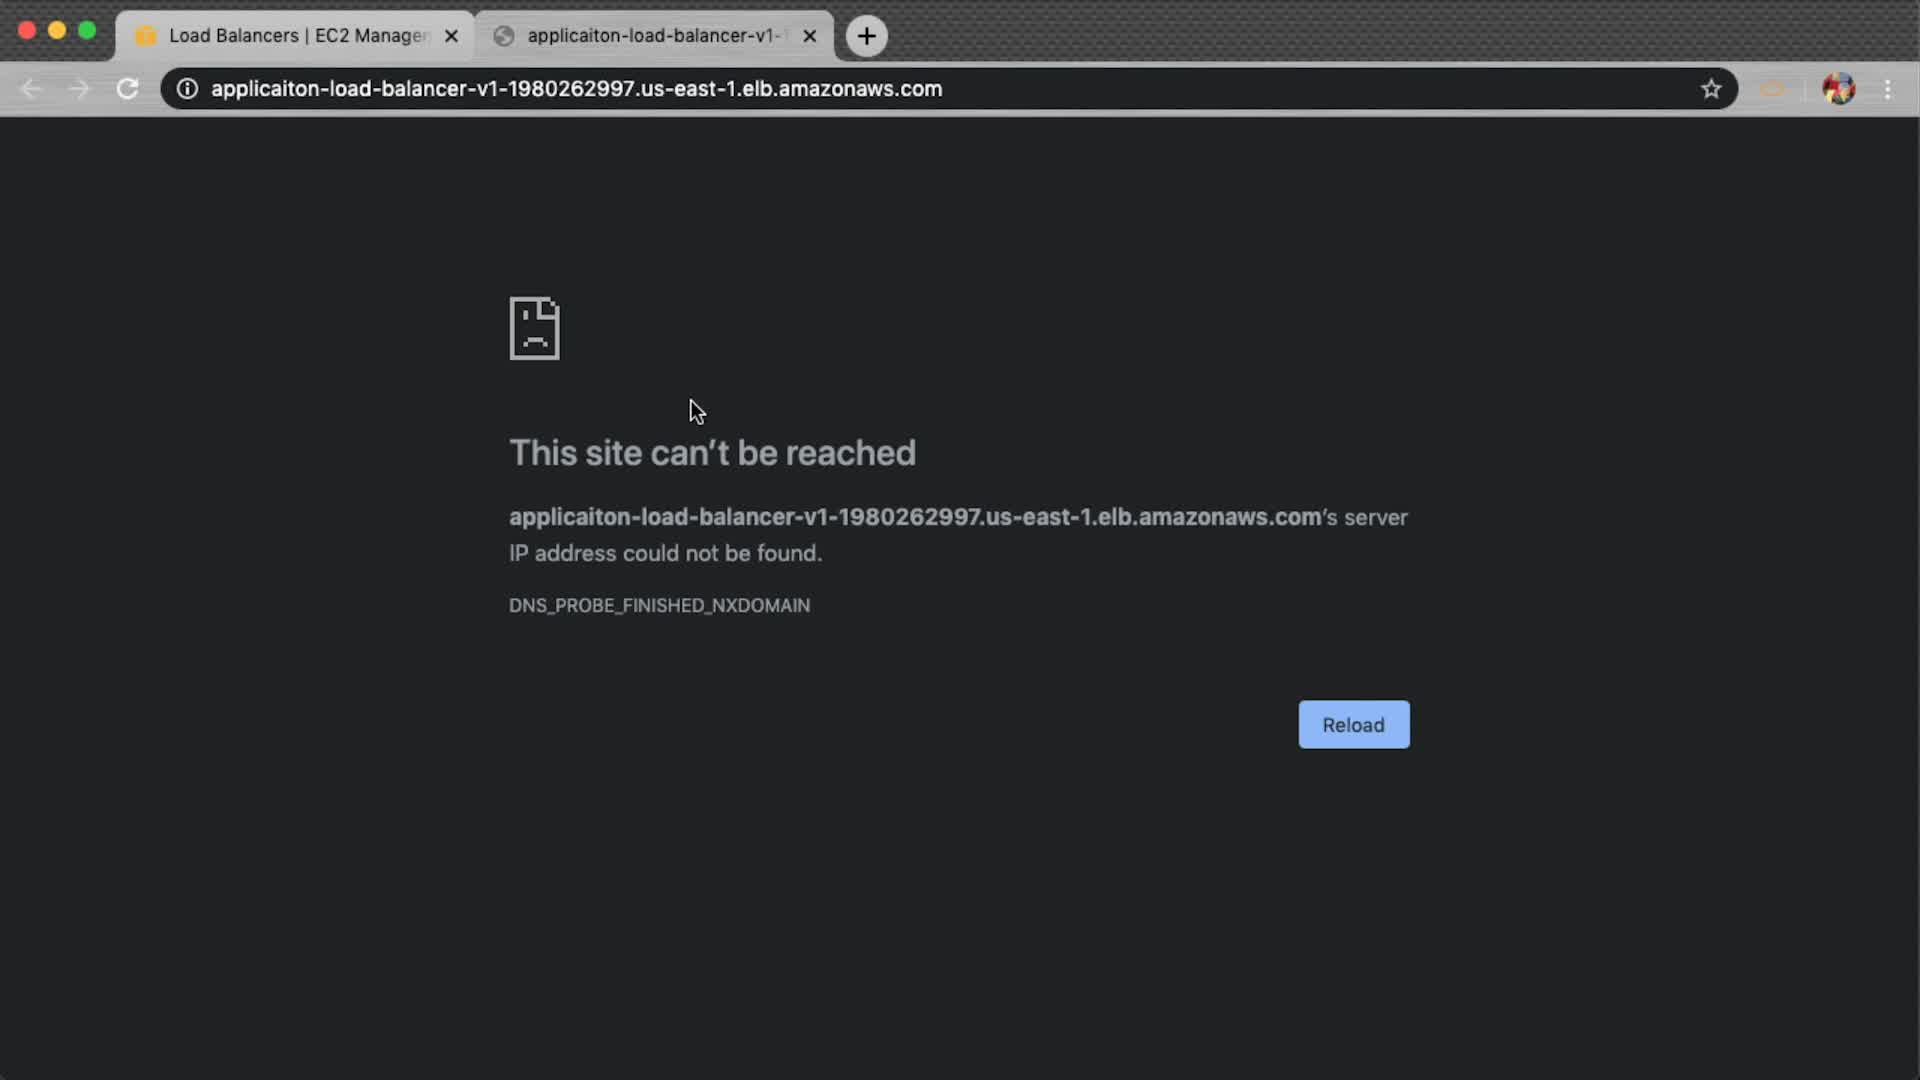 Load Balancers | EC2 Manager
applicaiton-load-balancer-v1-
applicaiton-load-balancer-v1-1980262997.us-east-1.elb.amazonaws.com
This site can't be reached
applicaiton-load-balancer-v1-1980262997.us-east-1.elb.amazonaws.com's server
IP address could not be found.
DNS_PROBE_FINISHED_NXDOMAIN
Reload